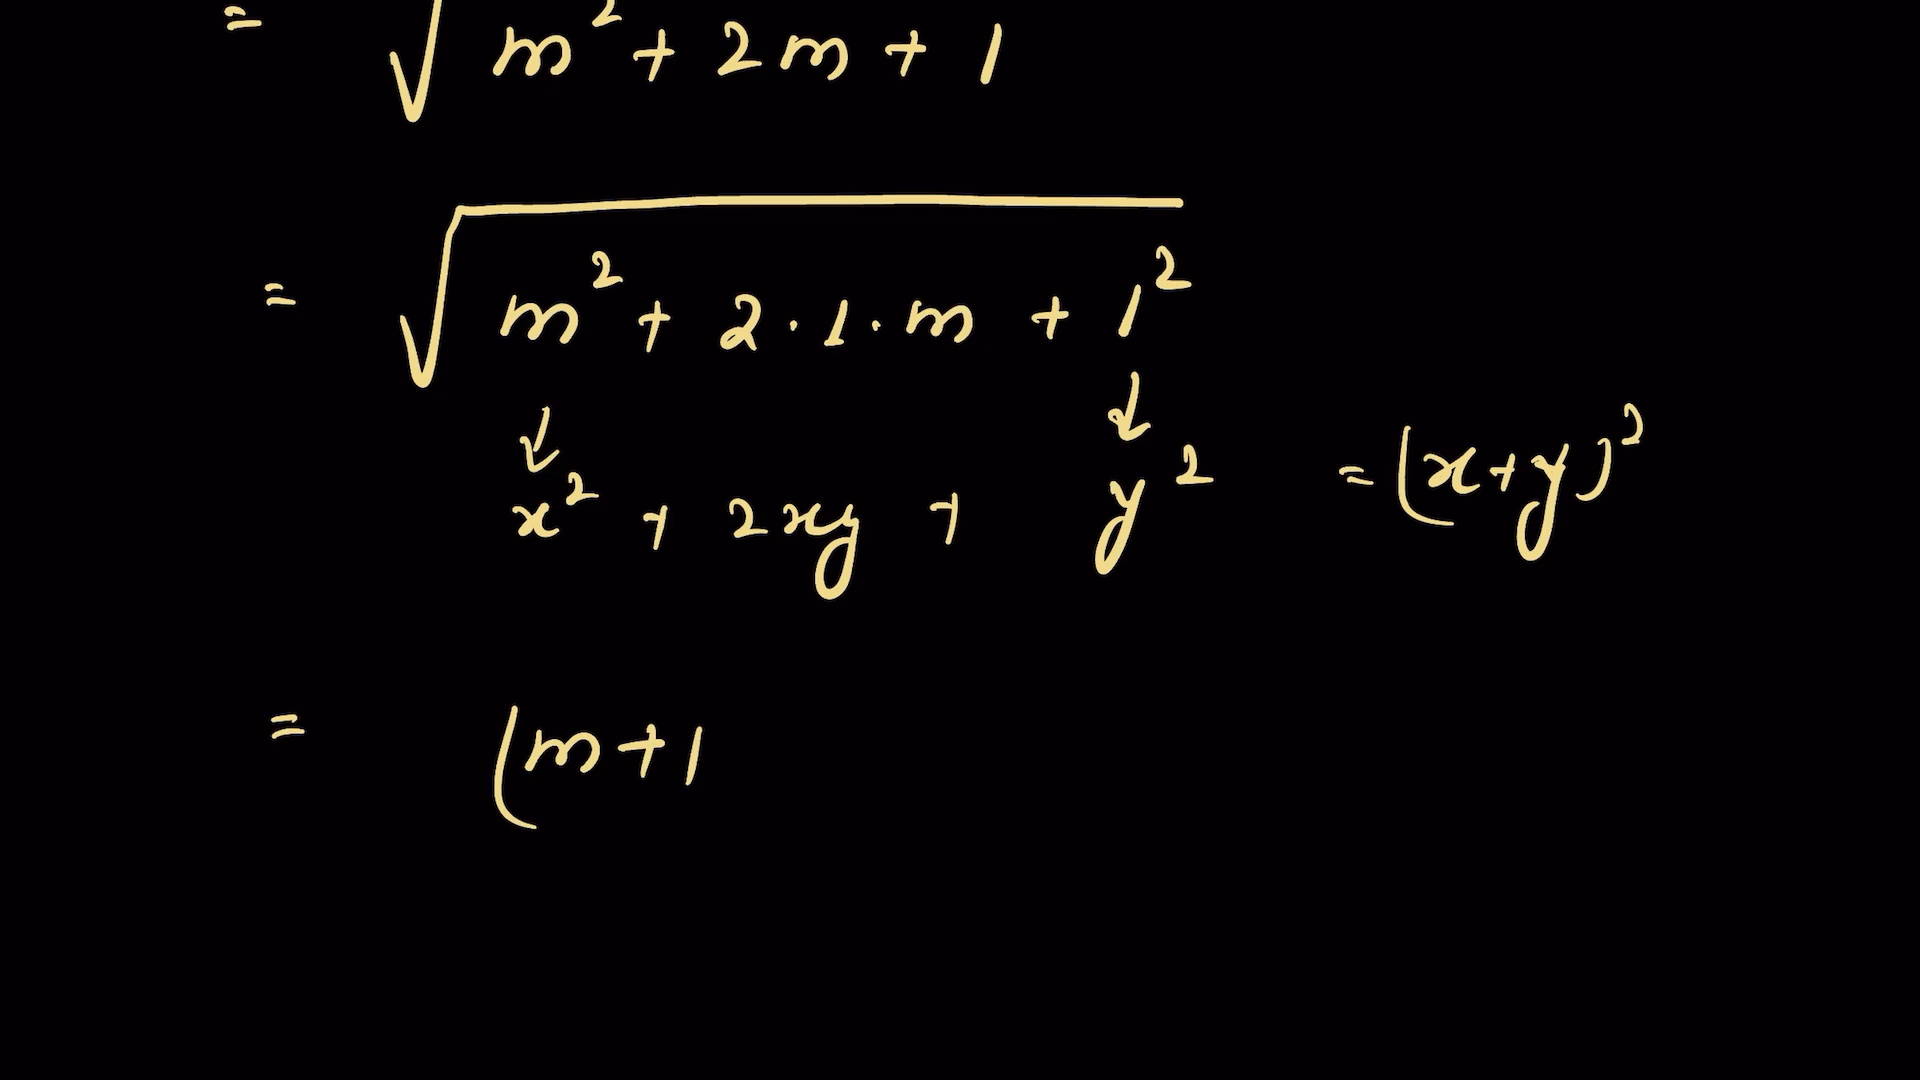 = √ m² + 2m + 1
= √ m² + 2 · 1 · m + 1²
↓ ↓
x² + 2xy + y² = (x+y)²
= (m+1